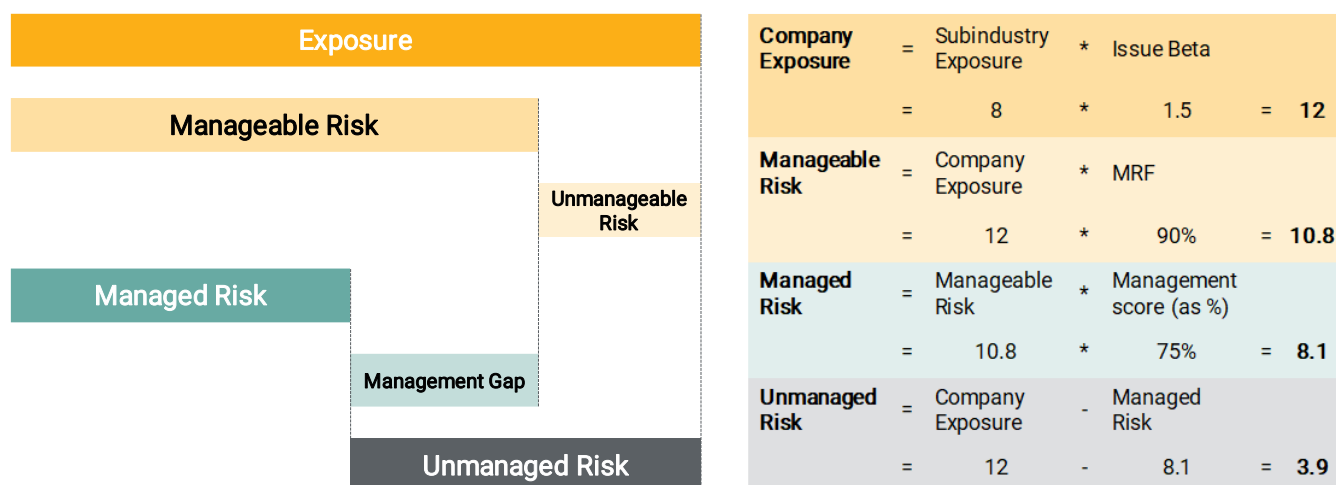 Exposure
Manageable Risk
Unmanageable
Risk
Managed Risk
Management Gap
Unmanaged Risk
Company
Exposure = Subindustry
Exposure * Issue Beta
= 8 * 1.5 = 12
Manageable
Risk = Company
Exposure * MRF
= 12 * 90% = 10.8
Managed
Risk = Manageable
Risk * Management
score (as %)
= 10.8 * 75% = 8.1
Unmanaged
Risk = Company
Exposure - Managed
Risk
= 12 - 8.1 = 3.9